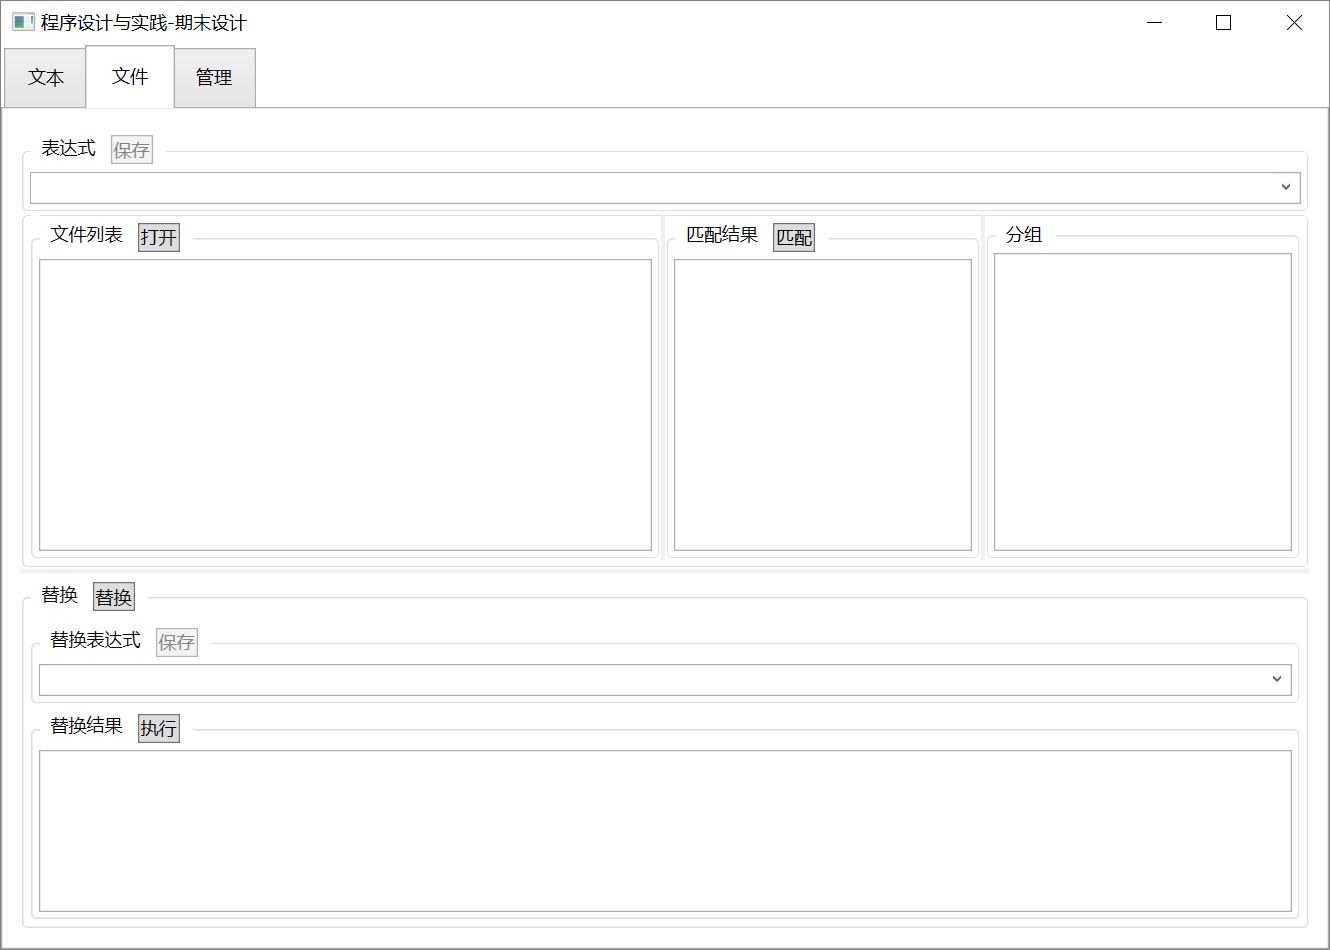 程序设计与实践-期末设计
文本 文件 管理
表达式 保存
文件列表 打开 匹配结果 匹配 分组
替换 替换
替换表达式 保存
替换结果 执行